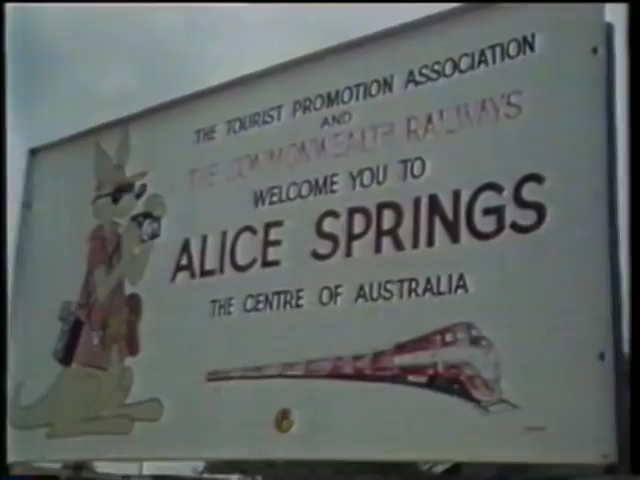 THE TOURIST PROMOTION ASSOCIATION
AND
THE COMMONWEALTH RAILWAYS
WELCOME YOU TO
ALICE SPRINGS
THE CENTRE OF AUSTRALIA